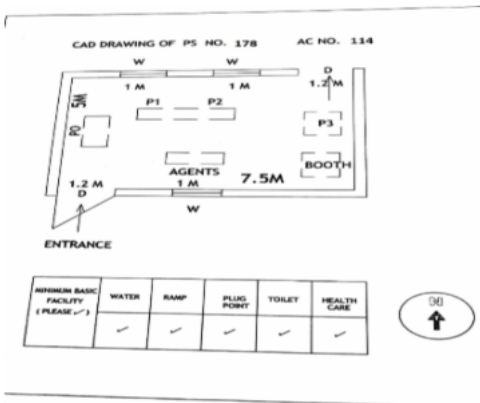 CAD DRAWING OF PS NO. 178 AC NO. 114
W W D
1 M 1 M 1.2 M
5M
P1 P2
PO
P3
AGENTS
BOOTH
1.2 M 1 M 7.5M
D
W
ENTRANCE
MINIMUM BASIC
FACILITY
( PLEASE ✓ )
WATER RAMP PLUG
POINT TOILET HEALTH
CARE
✓ ✓ ✓ ✓ ✓
N